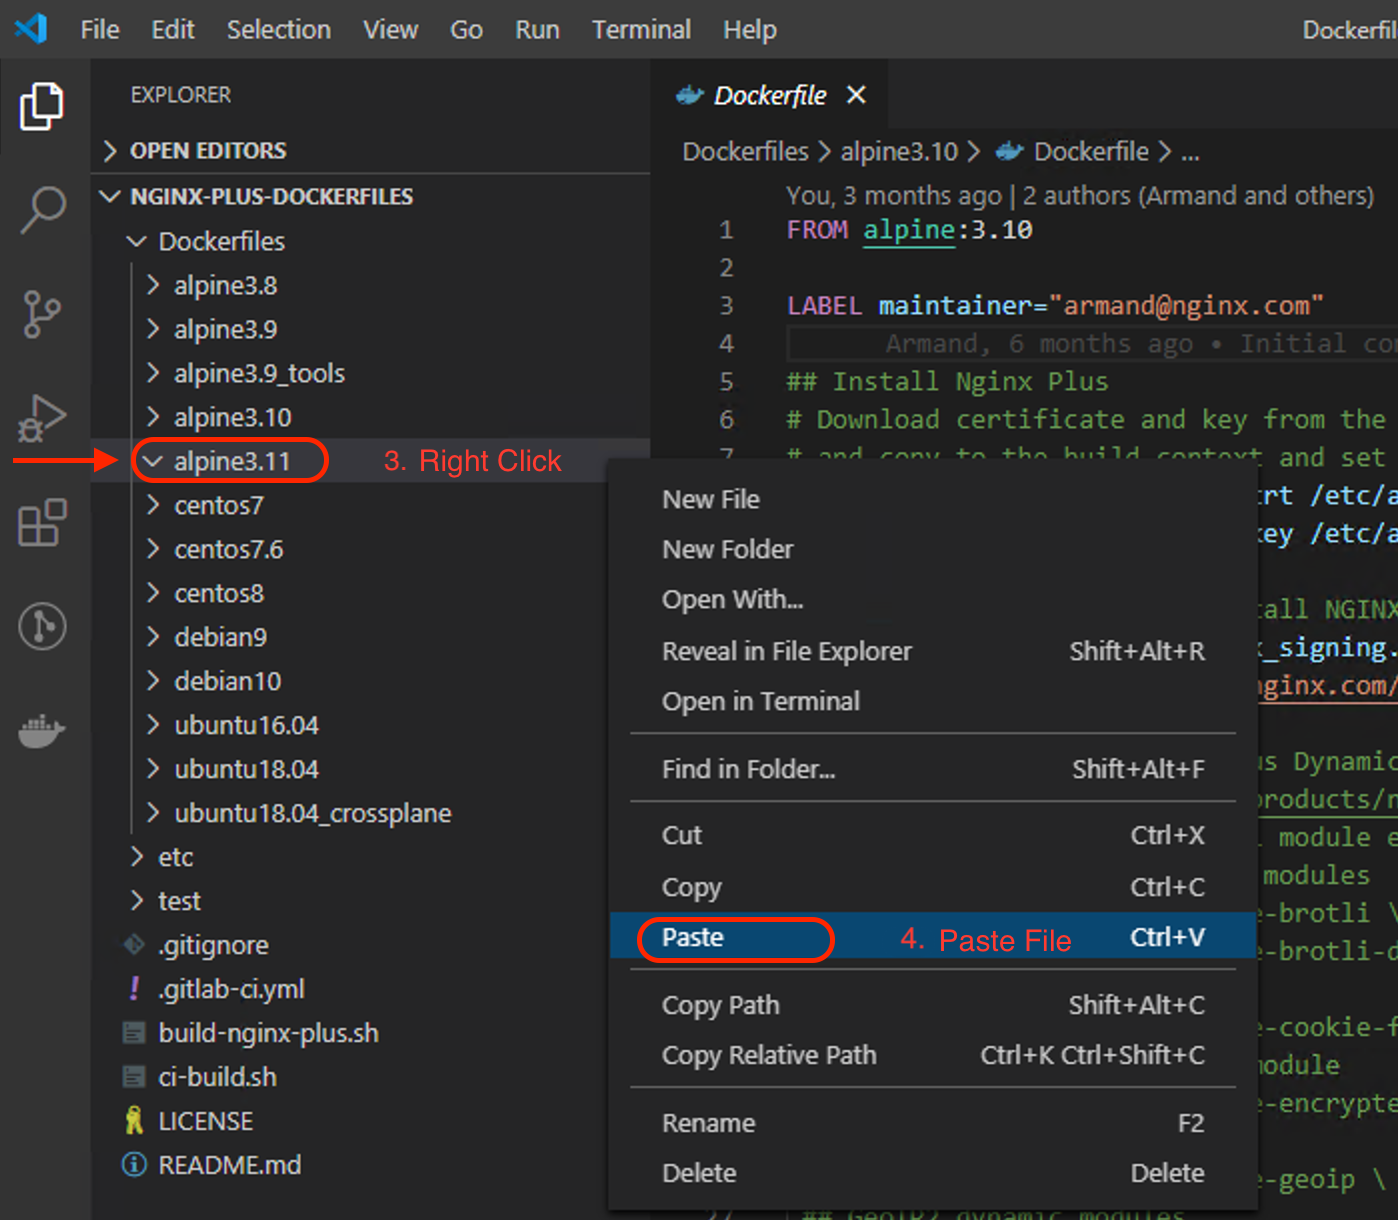 File Edit Selection View Go Run Terminal Help Dockerfil
EXPLORER
OPEN EDITORS
NGINX-PLUS-DOCKERFILES
Dockerfiles
alpine3.8
alpine3.9
alpine3.9_tools
alpine3.10
alpine3.11
3. Right Click
centos7
centos7.6
centos8
debian9
debian10
ubuntu16.04
ubuntu18.04
ubuntu18.04_crossplane
etc
test
.gitignore
! .gitlab-ci.yml
build-nginx-plus.sh
ci-build.sh
LICENSE
README.md
Dockerfile
Dockerfiles > alpine3.10 > Dockerfile > ...
You, 3 months ago | 2 authors (Armand and others)
1 FROM alpine:3.10
2
3 LABEL maintainer="armand@nginx.com"
4 Armand, 6 months ago • Initial co
5 ## Install Nginx Plus
6 # Download certificate and key from the
7 # and copy to the build context and set
rt /etc/a
key /etc/a
all NGINX
_signing.
nginx.com/
us Dynamic
products/n
module e
modules
-brotli \
-brotli-d
-cookie-f
module
-encrypte
-geoip \
27 ## GeoIP2 dynamic modules
New File
New Folder
Open With...
Reveal in File Explorer Shift+Alt+R
Open in Terminal
Find in Folder... Shift+Alt+F
Cut Ctrl+X
Copy Ctrl+C
Paste 4. Paste File Ctrl+V
Copy Path Shift+Alt+C
Copy Relative Path Ctrl+K Ctrl+Shift+C
Rename F2
Delete Delete